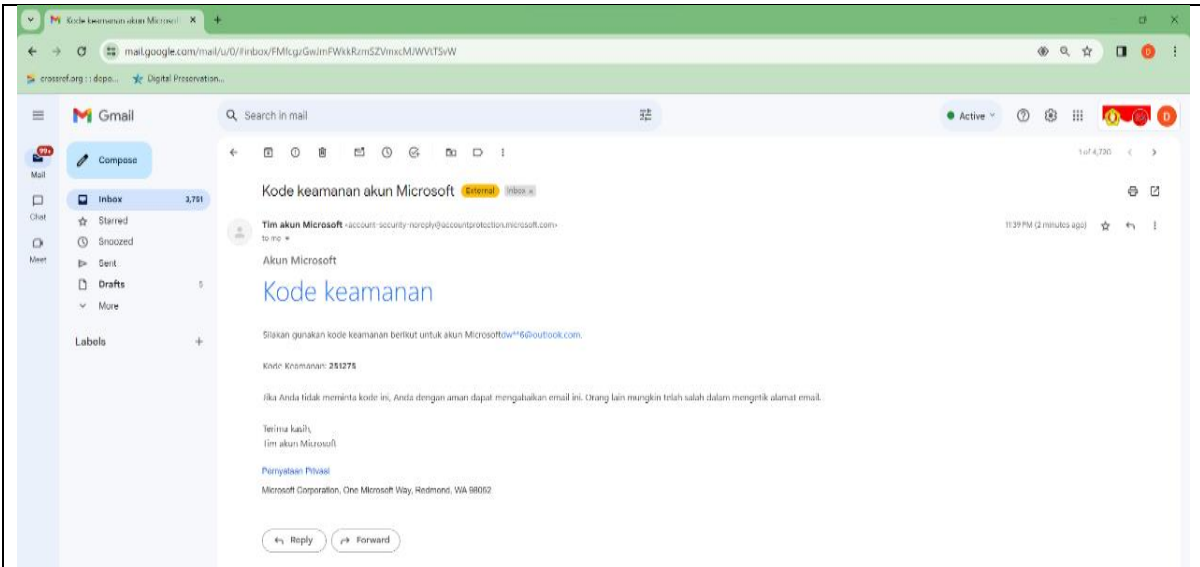 Kode keamanan akun Microsof
mail.google.com/mail/u/0/#inbox/FMfcgzGwJmFWkkRzmSZVmxcMJWVtTSvW
crossref.org :: depo...
Digital Preservation...
Gmail
Search in mail
Active
D
99+
Mail
Chat
Meet
Compose
Inbox 3,751
Starred
Snoozed
Sent
Drafts 5
More
Labels +
1 of 4,730
Kode keamanan akun Microsoft External Inbox x
Tim akun Microsoft <account-security-noreply@accountprotection.microsoft.com>
11:39 PM (2 minutes ago)
to me
Akun Microsoft
Kode keamanan
Silakan gunakan kode keamanan berikut untuk akun Microsoftdw**6@outlook.com.
Kode Keamanan: 251275
Jika Anda tidak meminta kode ini, Anda dengan aman dapat mengabaikan email ini. Orang lain mungkin telah salah dalam mengetik alamat email.
Terima kasih,
Tim akun Microsoft
Pernyataan Privasi
Microsoft Corporation, One Microsoft Way, Redmond, WA 98052
Reply
Forward